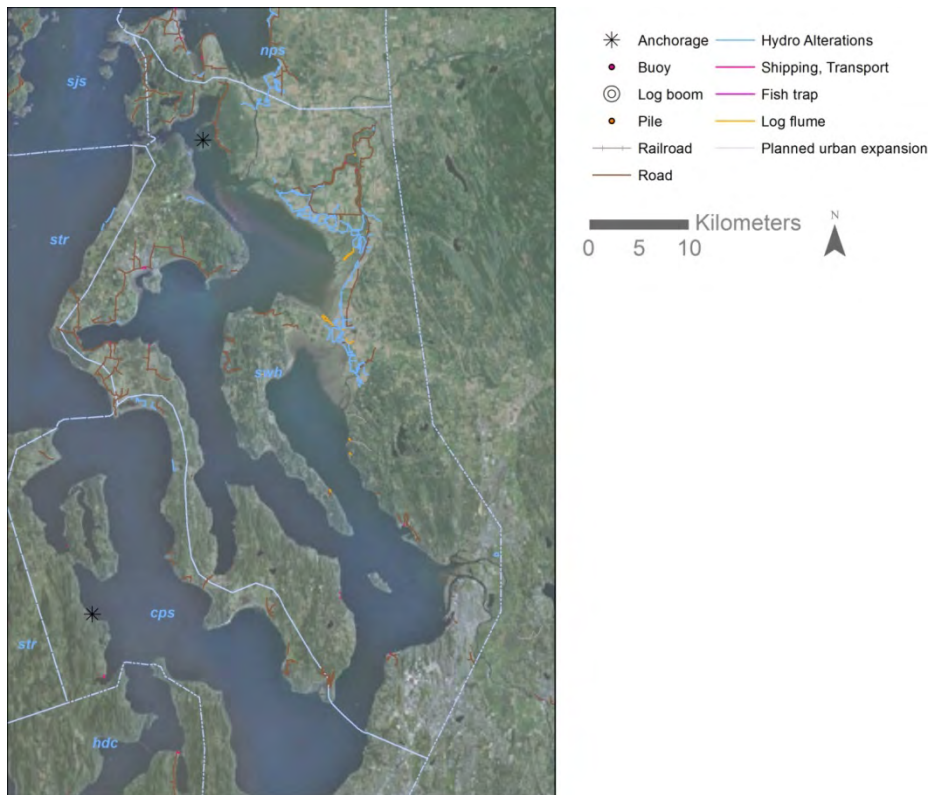 nps
sjs
str
swh
cps
str
hdc
Anchorage
Buoy
Log boom
Pile
Railroad
Road
Hydro Alterations
Shipping, Transport
Fish trap
Log flume
Planned urban expansion
Kilometers
0 5 10
N